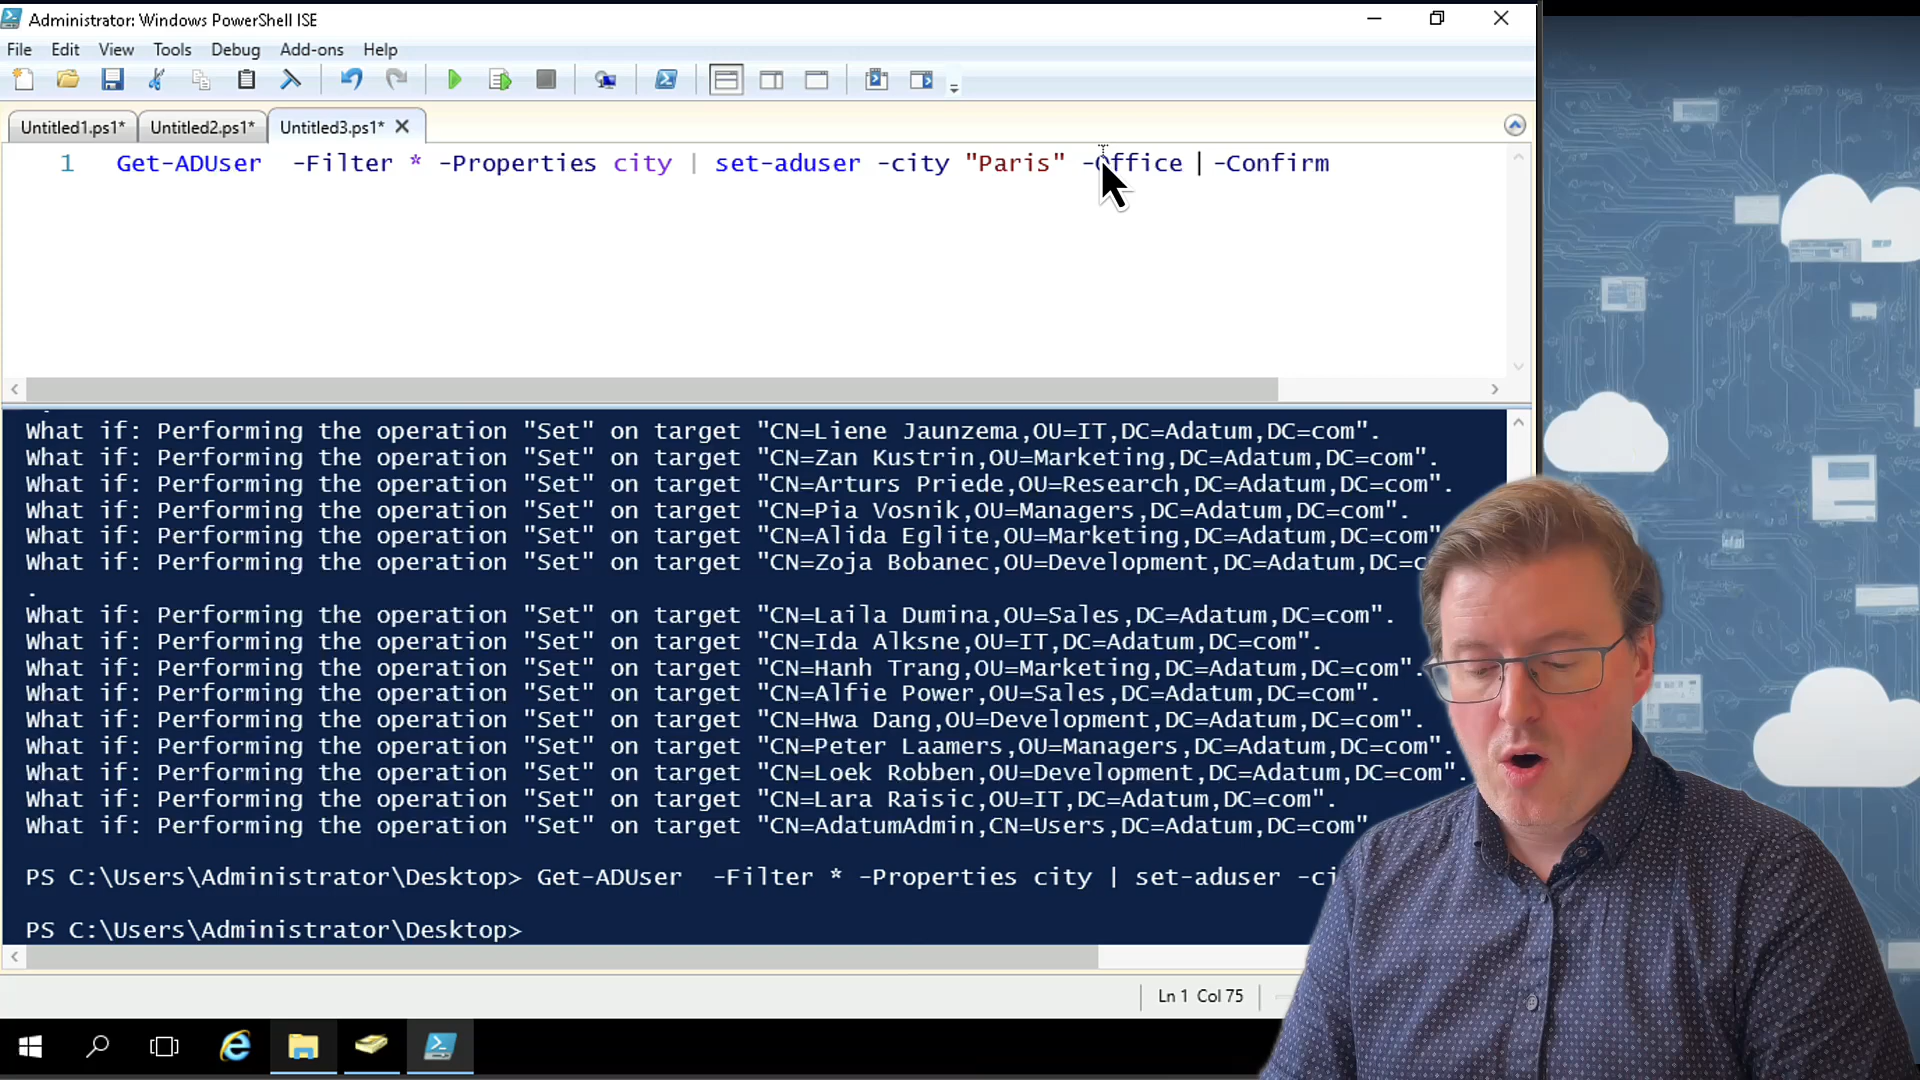 Administrator: Windows PowerShell ISE
File Edit View Tools Debug Add-ons Help
Untitled1.ps1* Untitled2.ps1* Untitled3.ps1*
1 Get-ADUser  -Filter * -Properties city | set-aduser -city "Paris" -Office  -Confirm
What if: Performing the operation "Set" on target "CN=Liene Jaunzema,OU=IT,DC=Adatum,DC=com".
What if: Performing the operation "Set" on target "CN=Zan Kustrin,OU=Marketing,DC=Adatum,DC=com".
What if: Performing the operation "Set" on target "CN=Arturs Priede,OU=Research,DC=Adatum,DC=com".
What if: Performing the operation "Set" on target "CN=Pia Vosnik,OU=Managers,DC=Adatum,DC=com".
What if: Performing the operation "Set" on target "CN=Alida Eglite,OU=Marketing,DC=Adatum,DC=com"
What if: Performing the operation "Set" on target "CN=Zoja Bobanec,OU=Development,DC=Adatum,DC=c
.
What if: Performing the operation "Set" on target "CN=Laila Dumina,OU=Sales,DC=Adatum,DC=com".
What if: Performing the operation "Set" on target "CN=Ida Alksne,OU=IT,DC=Adatum,DC=com".
What if: Performing the operation "Set" on target "CN=Hanh Trang,OU=Marketing,DC=Adatum,DC=com".
What if: Performing the operation "Set" on target "CN=Alfie Power,OU=Sales,DC=Adatum,DC=com".
What if: Performing the operation "Set" on target "CN=Hwa Dang,OU=Development,DC=Adatum,DC=com".
What if: Performing the operation "Set" on target "CN=Peter Laamers,OU=Managers,DC=Adatum,DC=com".
What if: Performing the operation "Set" on target "CN=Loek Robben,OU=Development,DC=Adatum,DC=com".
What if: Performing the operation "Set" on target "CN=Lara Raisic,OU=IT,DC=Adatum,DC=com".
What if: Performing the operation "Set" on target "CN=AdatumAdmin,CN=Users,DC=Adatum,DC=com"
PS C:\Users\Administrator\Desktop> Get-ADUser  -Filter * -Properties city | set-aduser -ci
PS C:\Users\Administrator\Desktop>
Ln 1 Col 75